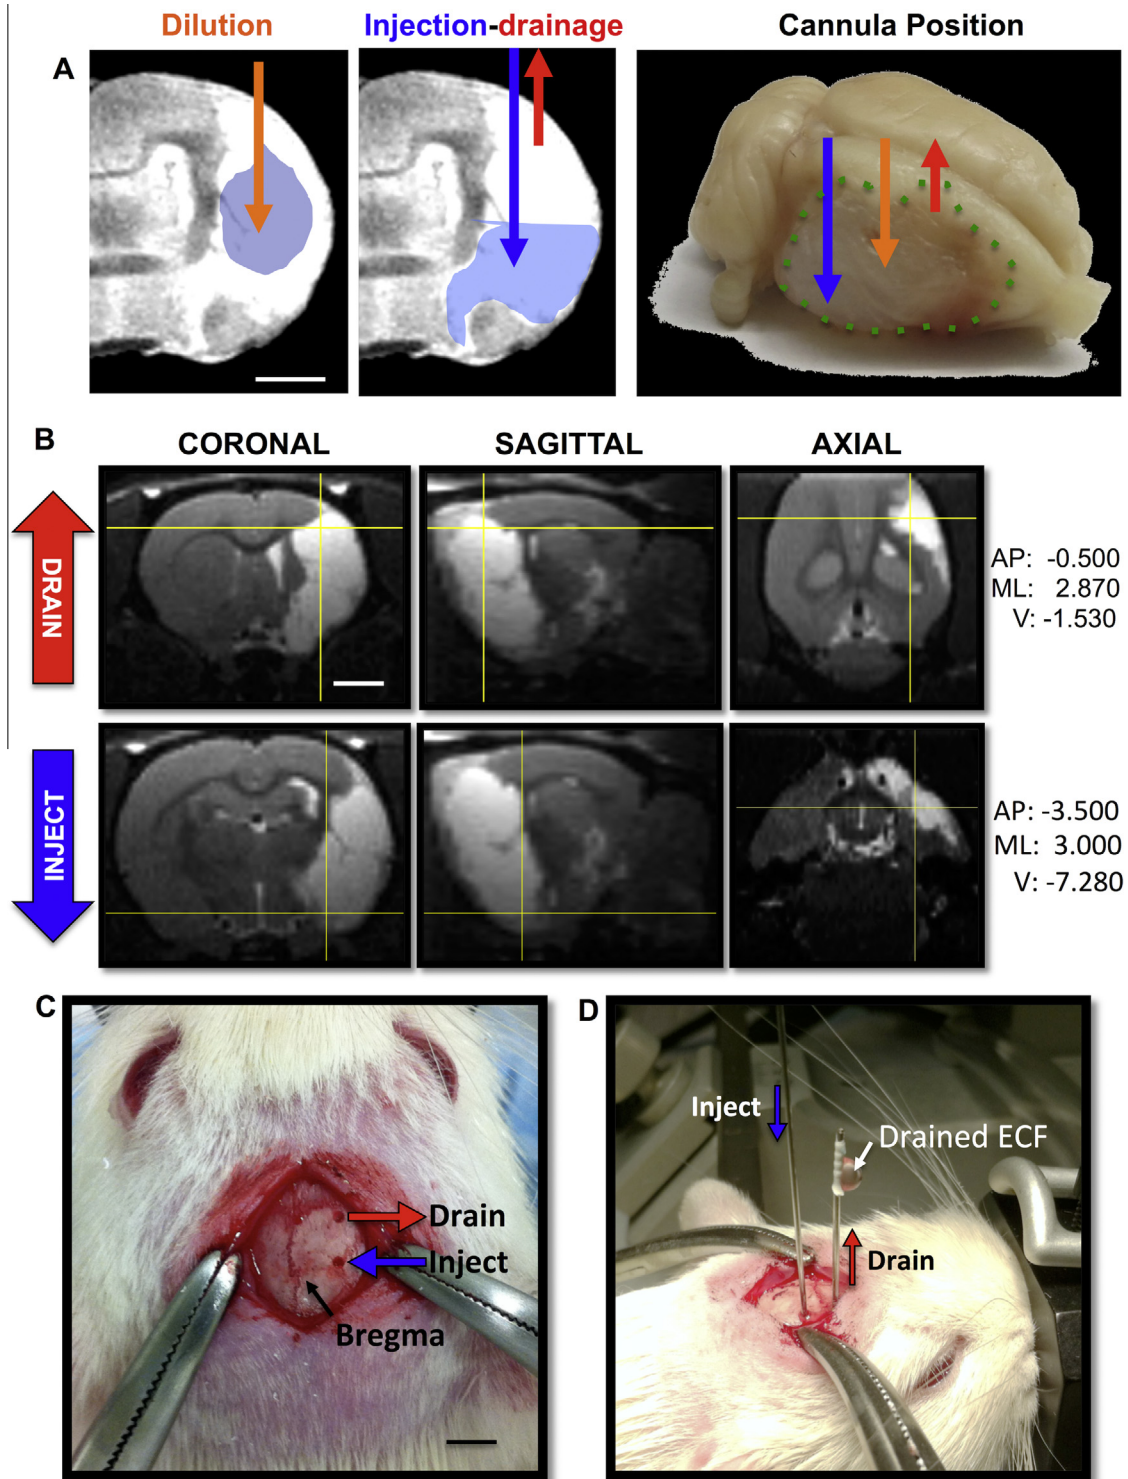 Dilution
Injection-drainage
Cannula Position
A
B
CORONAL
SAGITTAL
AXIAL
DRAIN
AP: -0.500
ML: 2.870
V: -1.530
INJECT
AP: -3.500
ML: 3.000
V: -7.280
C
Drain
Inject
Bregma
D
Inject
Drained ECF
Drain